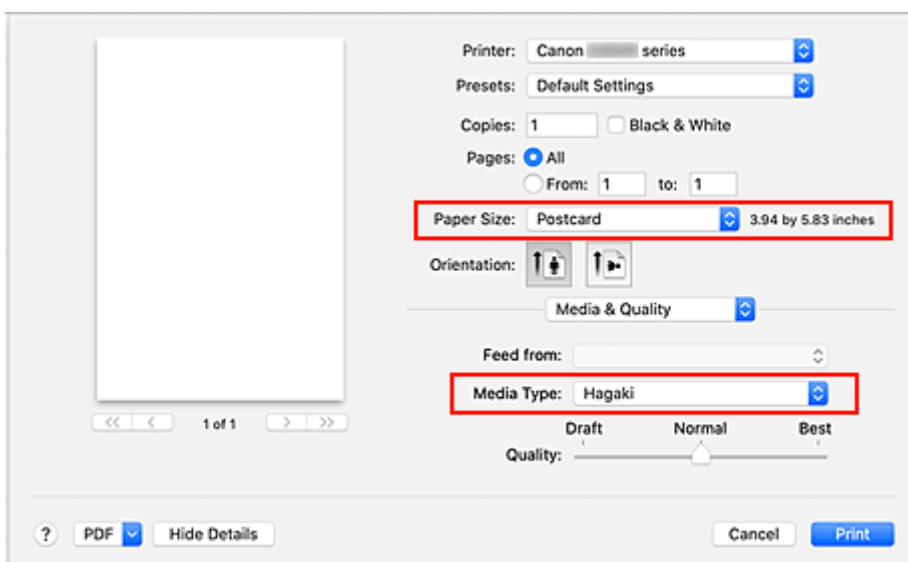 Printer: Canon series
Presets: Default Settings
Copies: 1 Black & White
Pages: All
From: 1 to: 1
Paper Size: Postcard 3.94 by 5.83 inches
Orientation:
Media & Quality
Feed from:
Media Type: Hagaki
<< < 1 of 1 > >>
Draft Normal Best
Quality:
? PDF Hide Details Cancel Print